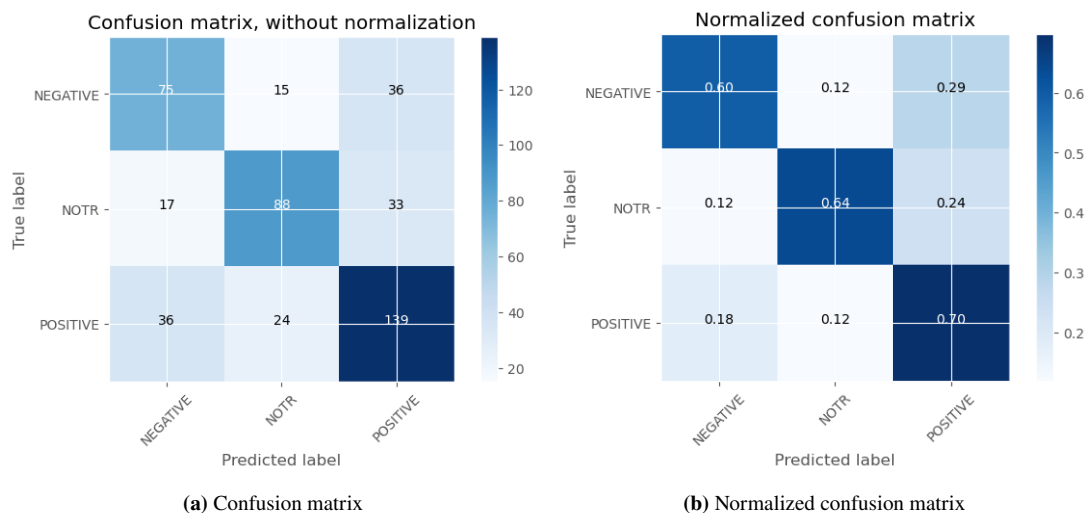 Confusion matrix, without normalization
NEGATIVE 75 15 36
NOTR 17 88 33
POSITIVE 36 24 139
120
100
80
60
40
20
True label
NEGATIVE NOTR POSITIVE
Predicted label
(a) Confusion matrix
Normalized confusion matrix
NEGATIVE 0.60 0.12 0.29
NOTR 0.12 0.64 0.24
POSITIVE 0.18 0.12 0.70
0.6
0.5
0.4
0.3
0.2
True label
NEGATIVE NOTR POSITIVE
Predicted label
(b) Normalized confusion matrix